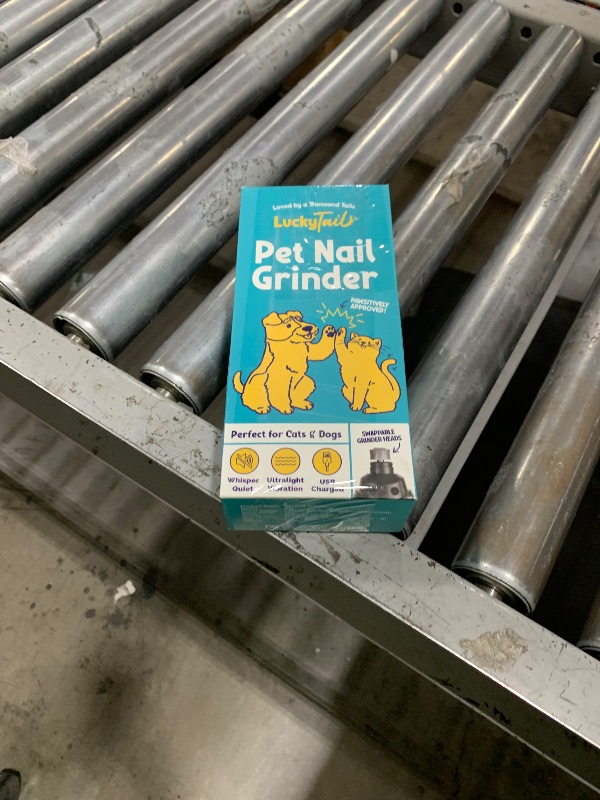 Loved by a Thousand Tails
LuckyTail
Pet Nail
Grinder
PAWSITIVELY
APPROVED!
Perfect for Cats & Dogs
SWAPPABLE
GRINDER HEADS
Whisper
Quiet
Ultralight
Vibration
USB
Charged